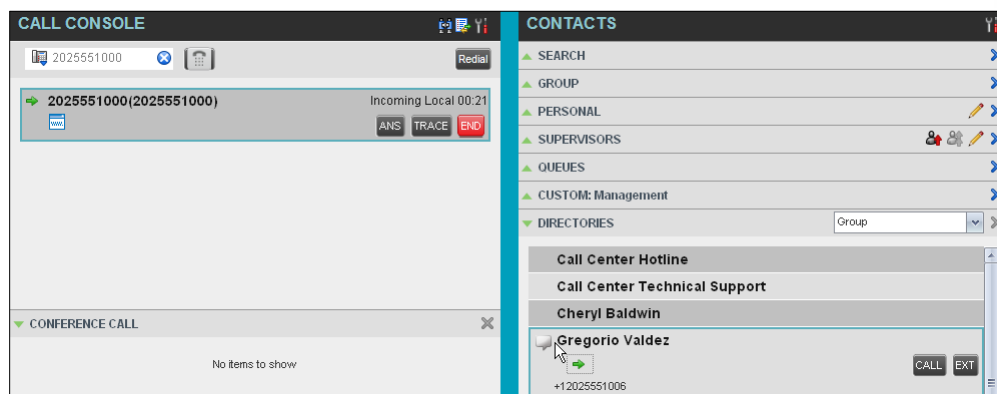 CALL CONSOLE
2025551000
Redial
2025551000(2025551000)
Incoming Local 00:21
www.
ANS TRACE END
CONFERENCE CALL
No items to show
CONTACTS
SEARCH
GROUP
PERSONAL
SUPERVISORS
QUEUES
CUSTOM: Management
DIRECTORIES
Group
Call Center Hotline
Call Center Technical Support
Cheryl Baldwin
Gregorio Valdez
CALL EXT
+12025551006